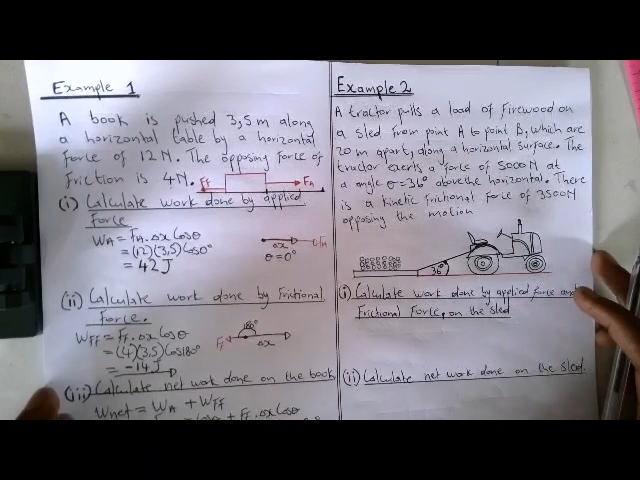 Example 1
A book is pushed 3,5 m along
a horizontal table by a horizontal
force of 12 N. The opposing force of
friction is 4N.
Ff
FA
(i) Calculate work done by applied
force
WA = FA . Δx Cosθ
= (12)(3,5) Cos0°
= 42 J
Δx
FA
θ = 0°
(ii) Calculate work done by Frictional
Force.
WFF = Ff . Δx Cosθ
= (4)(3,5) Cos180°
= -14 J
180°
Ff
Δx
(iii) Calculate net work done on the book
Wnet = WA + WFF
Example 2
A tractor pulls a load of firewood on
a sled from point A to point B, which are
20 m apart, along a horizontal surface. The
tractor exerts a force of 5000N at
a angle θ=36° above the horizontal. There
is a kinetic frictional force of 3500N
opposing the motion
36°
(i) Calculate work done by applied force and
Frictional Force, on the sled
(ii) Calculate net work done on the sled.